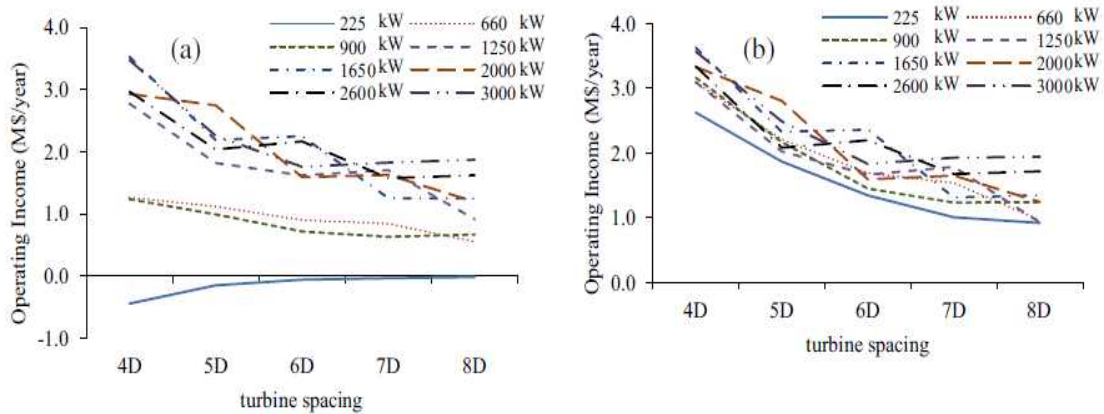 Operating Income (M$/year)
4.0
3.0
2.0
1.0
0.0
-1.0
(a)
225 kW 660 kW
900 kW 1250 kW
1650 kW 2000 kW
2600 kW 3000 kW
4D 5D 6D 7D 8D
turbine spacing
Operating Income (M$/year)
4.0
3.0
2.0
1.0
0.0
(b)
225 kW 660 kW
900 kW 1250 kW
1650 kW 2000 kW
2600 kW 3000 kW
4D 5D 6D 7D 8D
turbine spacing